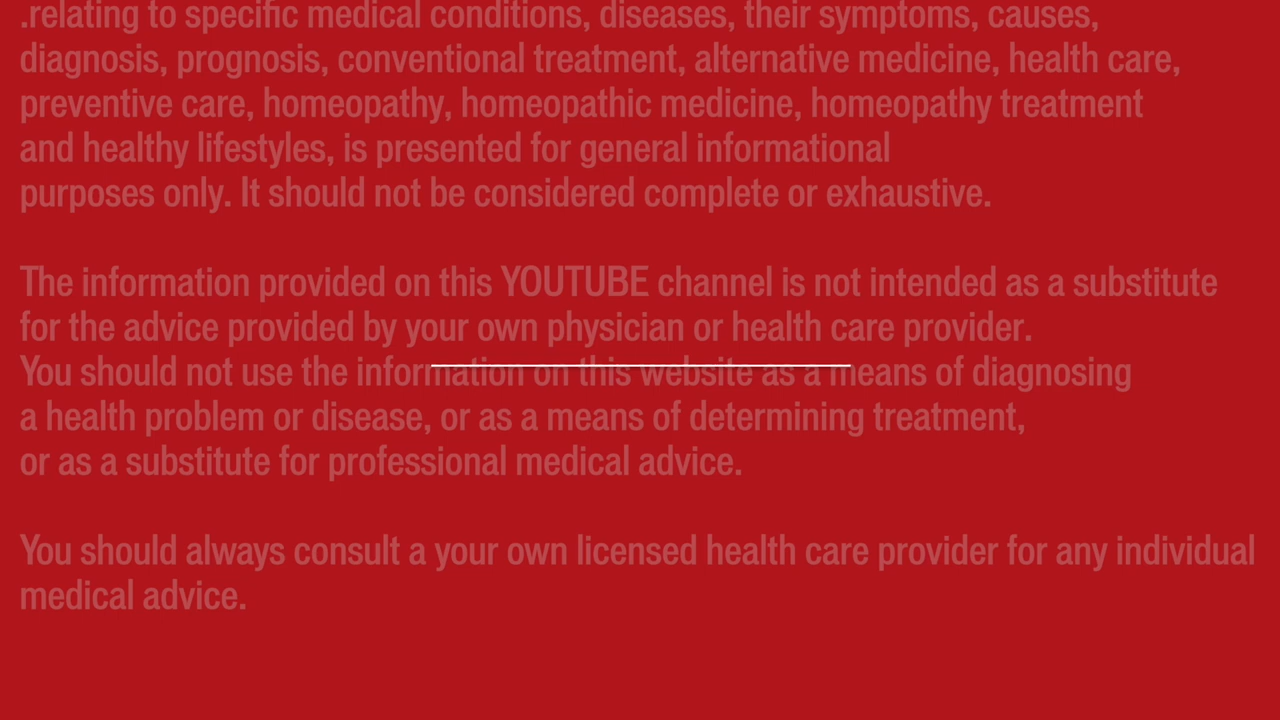 .relating to specific medical conditions, diseases, their symptoms, causes,
diagnosis, prognosis, conventional treatment, alternative medicine, health care,
preventive care, homeopathy, homeopathic medicine, homeopathy treatment
and healthy lifestyles, is presented for general informational
purposes only. It should not be considered complete or exhaustive.
The information provided on this YOUTUBE channel is not intended as a substitute
for the advice provided by your own physician or health care provider.
You should not use the information on this website as a means of diagnosing
a health problem or disease, or as a means of determining treatment,
or as a substitute for professional medical advice.
You should always consult a your own licensed health care provider for any individual
medical advice.